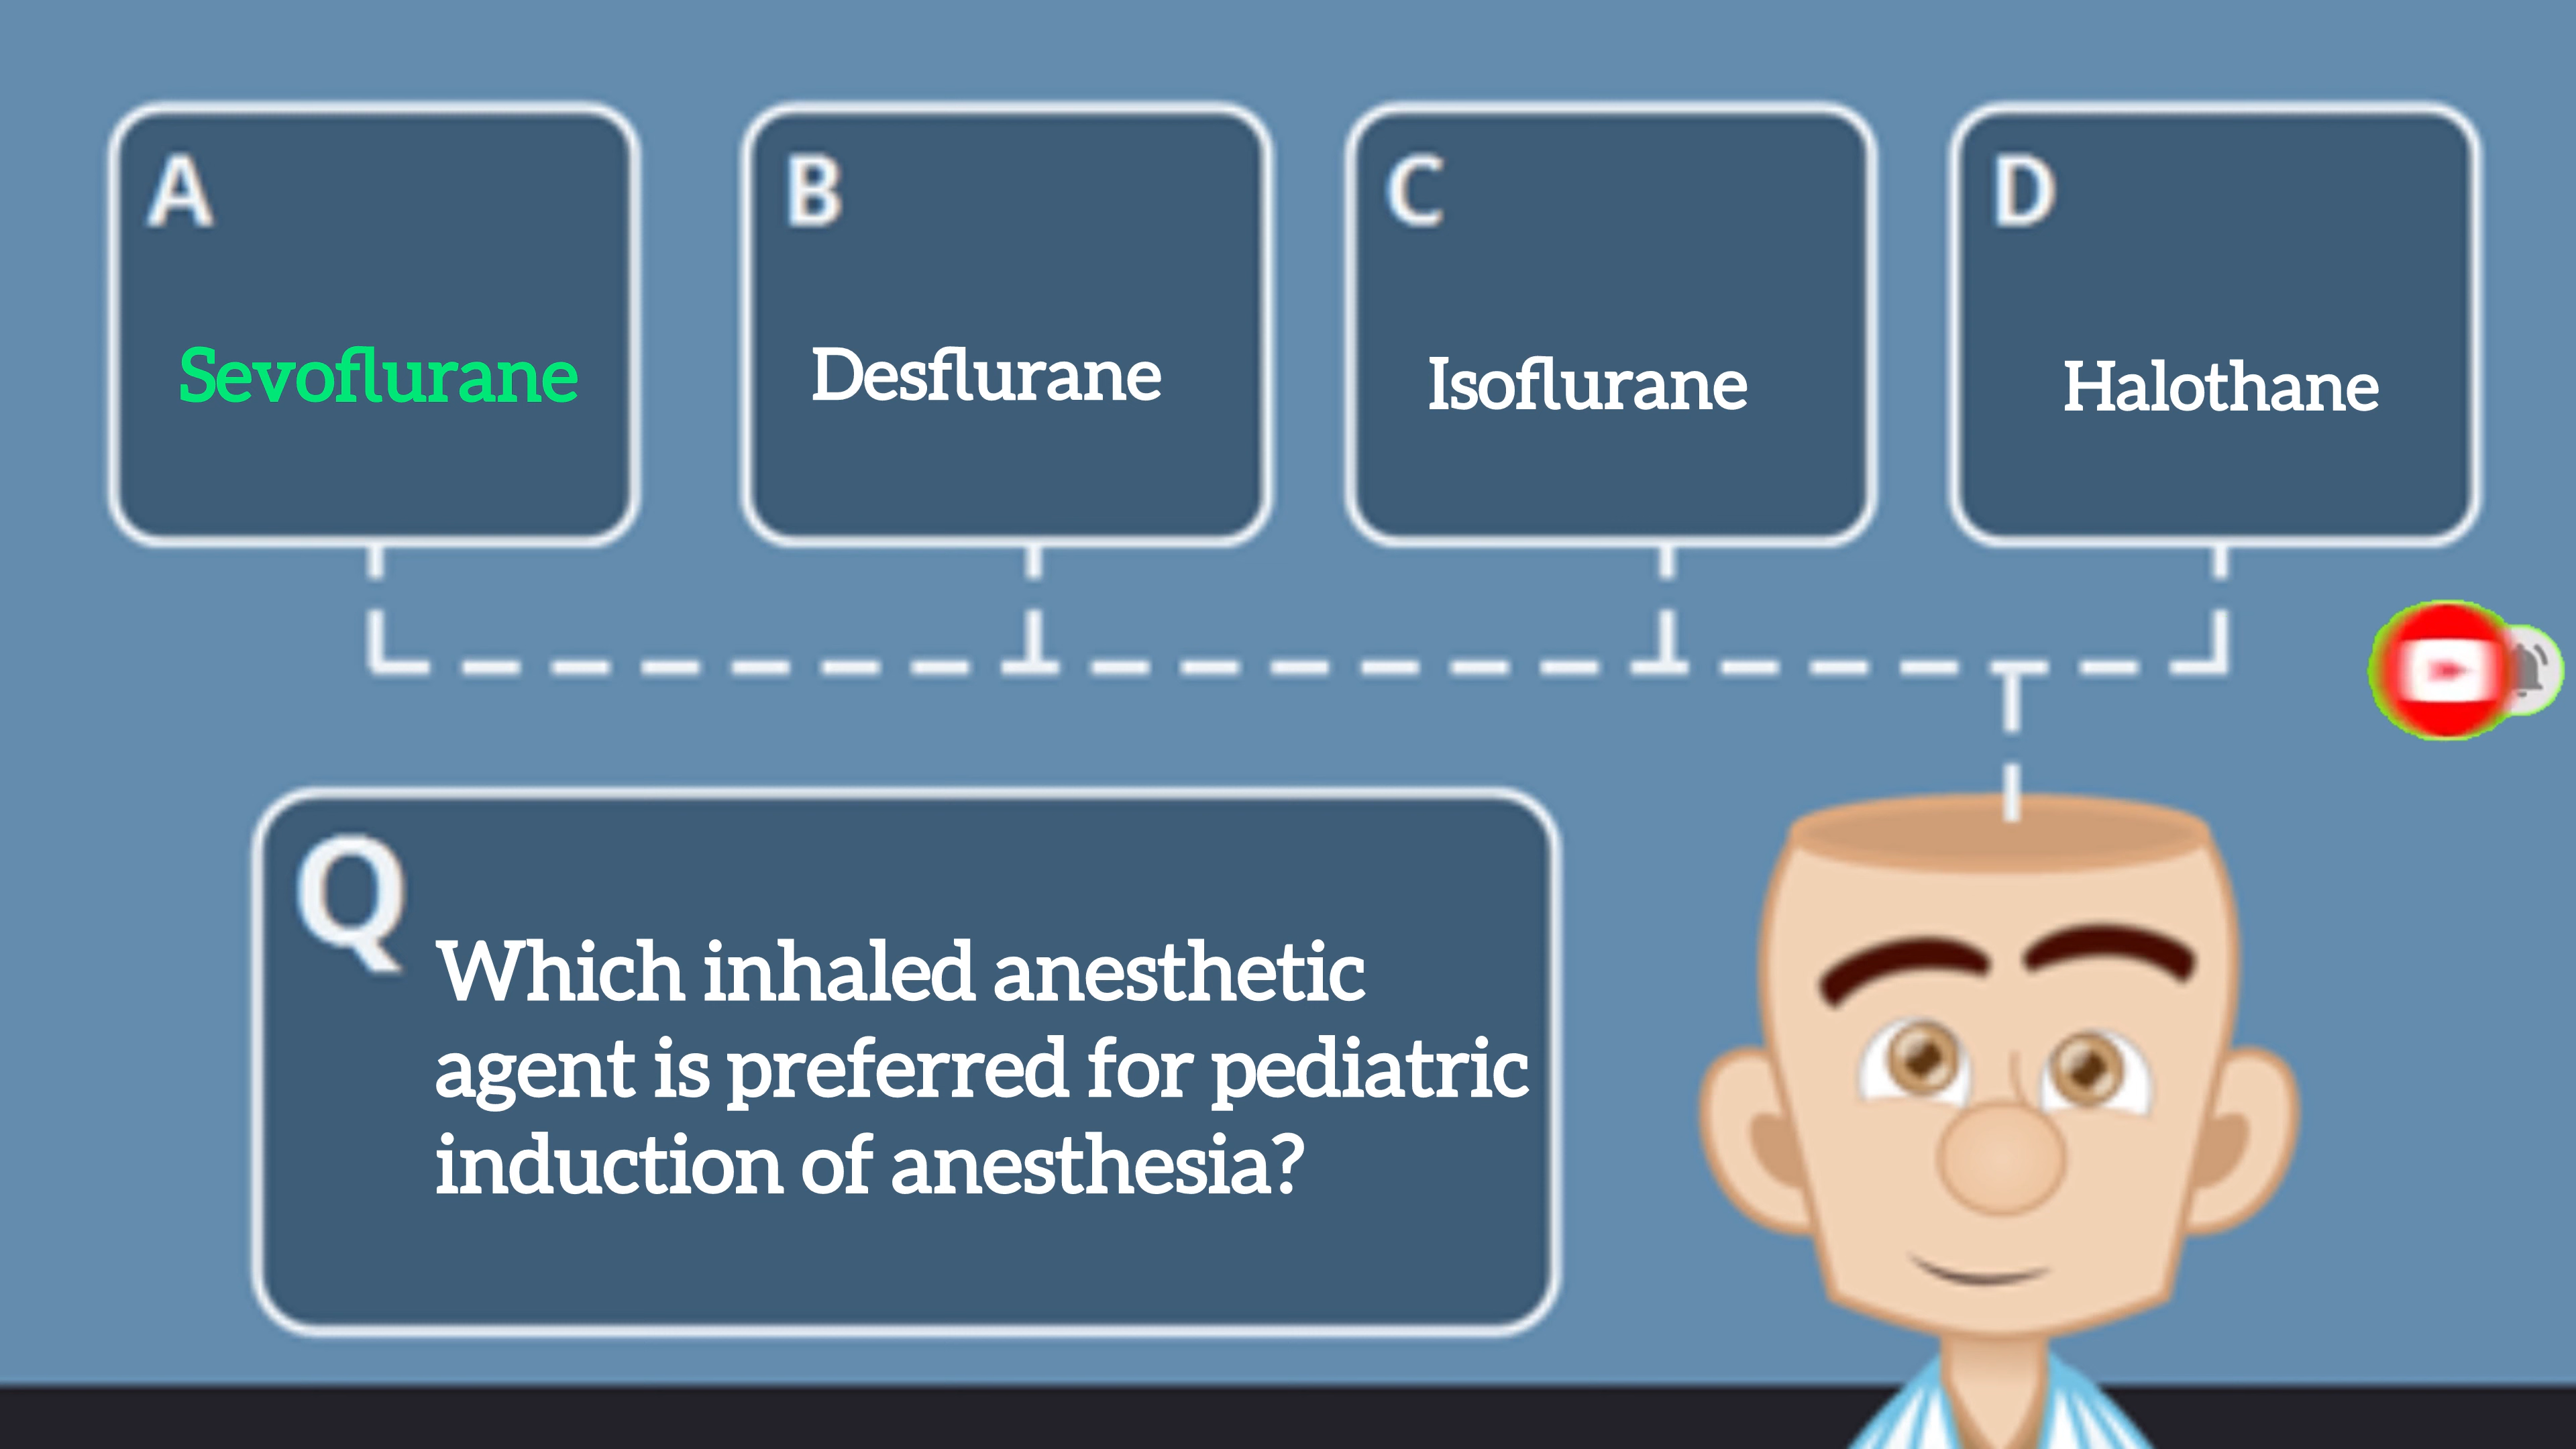 A
Sevoflurane
B
Desflurane
C
Isoflurane
D
Halothane
Q
Which inhaled anesthetic
agent is preferred for pediatric
induction of anesthesia?